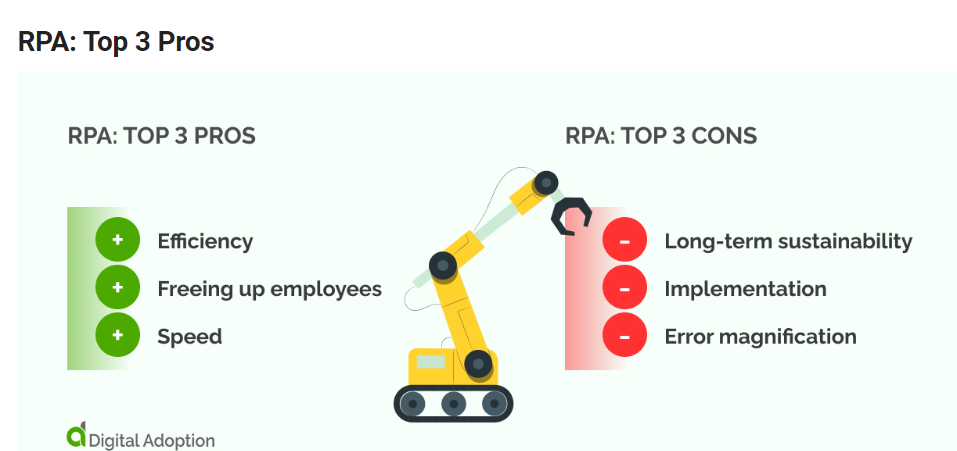 RPA: Top 3 Pros
RPA: TOP 3 PROS
Efficiency
Freeing up employees
Speed
RPA: TOP 3 CONS
Long-term sustainability
Implementation
Error magnification
Digital Adoption